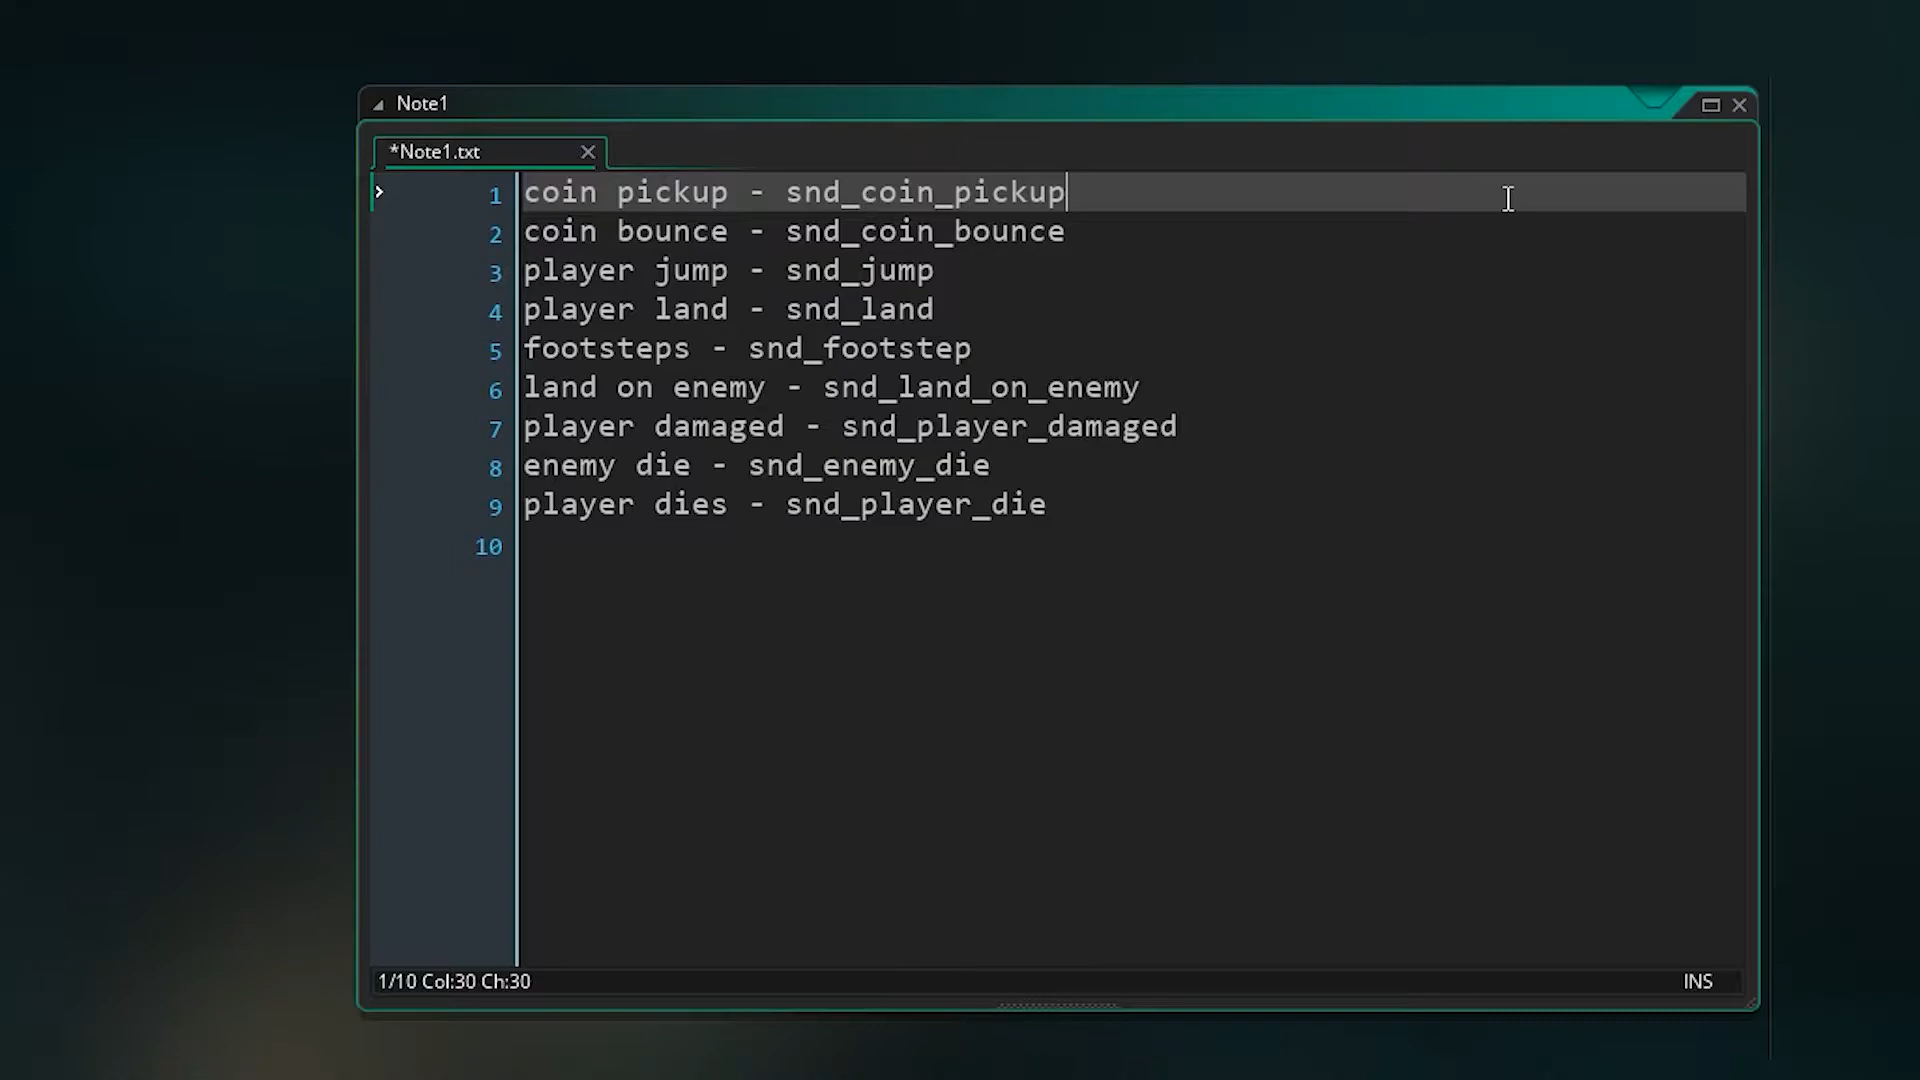 Note1
*Note1.txt
1 coin pickup - snd_coin_pickup
2 coin bounce - snd_coin_bounce
3 player jump - snd_jump
4 player land - snd_land
5 footsteps - snd_footstep
6 land on enemy - snd_land_on_enemy
7 player damaged - snd_player_damaged
8 enemy die - snd_enemy_die
9 player dies - snd_player_die
10
1/10 Col:30 Ch:30 INS